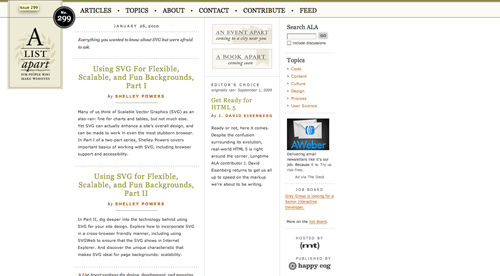 Issue 299
No.
299
ARTICLES • TOPICS • ABOUT • CONTACT • CONTRIBUTE • FEED
A
LIST
apart
FOR PEOPLE WHO
MAKE WEBSITES
JANUARY 26, 2010
Everything you wanted to know about SVG but were afraid
to ask.
Using SVG For Flexible,
Scalable, and Fun Backgrounds,
Part I
by SHELLEY POWERS
Many of us think of Scalable Vector Graphics (SVG) as an
also-ran: fine for charts and tables, but not much else.
Yet SVG can actually enhance a site's overall design, and
can be made to work in even the most stubborn browser.
In Part I of a two-part series, Shelley Powers covers
important basics of working with SVG, including browser
support and accessibility.
Using SVG for Flexible,
Scalable, and Fun Backgrounds,
Part II
by SHELLEY POWERS
In Part II, dig deeper into the technology behind using
SVG for your site design. Explore how to incorporate SVG
in a cross-browser friendly manner, including using
SVGWeb to ensure that the SVG shows in Internet
Explorer. And discover the unique characteristic that
makes SVG ideal for page backgrounds: scalability.
A List Apart explores the design, development, and meaning
AN EVENT APART
coming to a city near you
A BOOK APART
coming soon
EDITOR'S CHOICE
originally ran: September 1, 2009
Get Ready for
HTML 5
by J. DAVID EISENBERG
Ready or not, here it comes.
Despite the confusion
surrounding its evolution,
real-world HTML 5 is right
around the corner. Longtime
ALA contributor J. David
Eisenberg returns to get us all
up to speed on the markup
we're about to be writing.
Search ALA
GO
Include discussions
Topics
• Code
• Content
• Culture
• Design
• Process
• User Science
AWeber
Delivering email
newsletters like it's our
job. Because it is. Try us
risk-free.
Ad via The Deck
JOB BOARD
Grey Group is looking for a
Senior Interactive
Developer.
More on the Job Board.
HOSTED BY
(mt)
PUBLISHED BY
happy cog